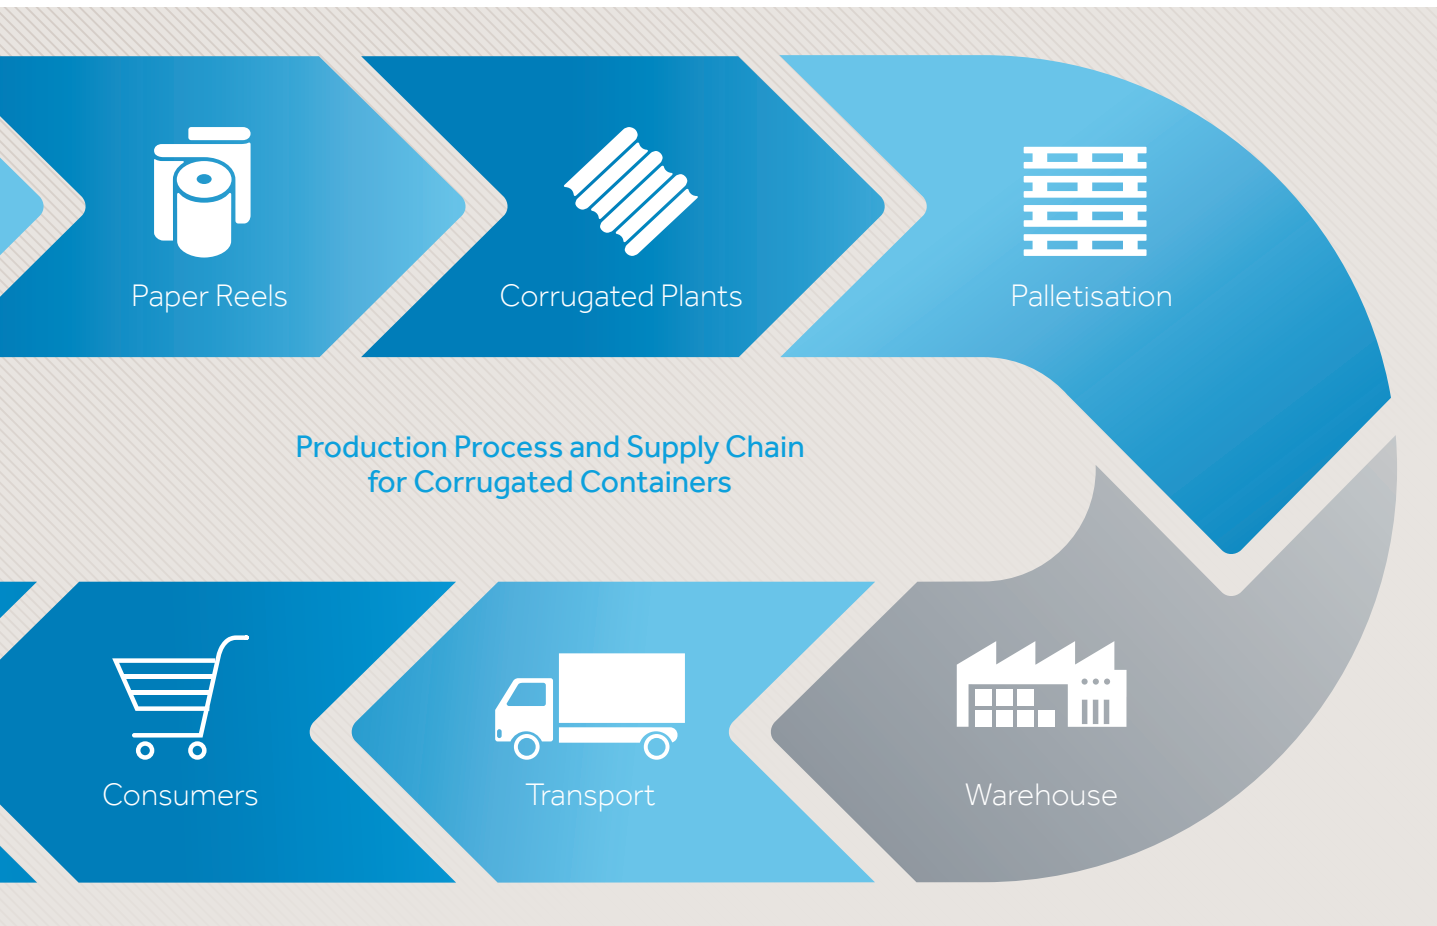 Paper Reels
Corrugated Plants
Palletisation
Production Process and Supply Chain
for Corrugated Containers
Consumers
Transport
Warehouse